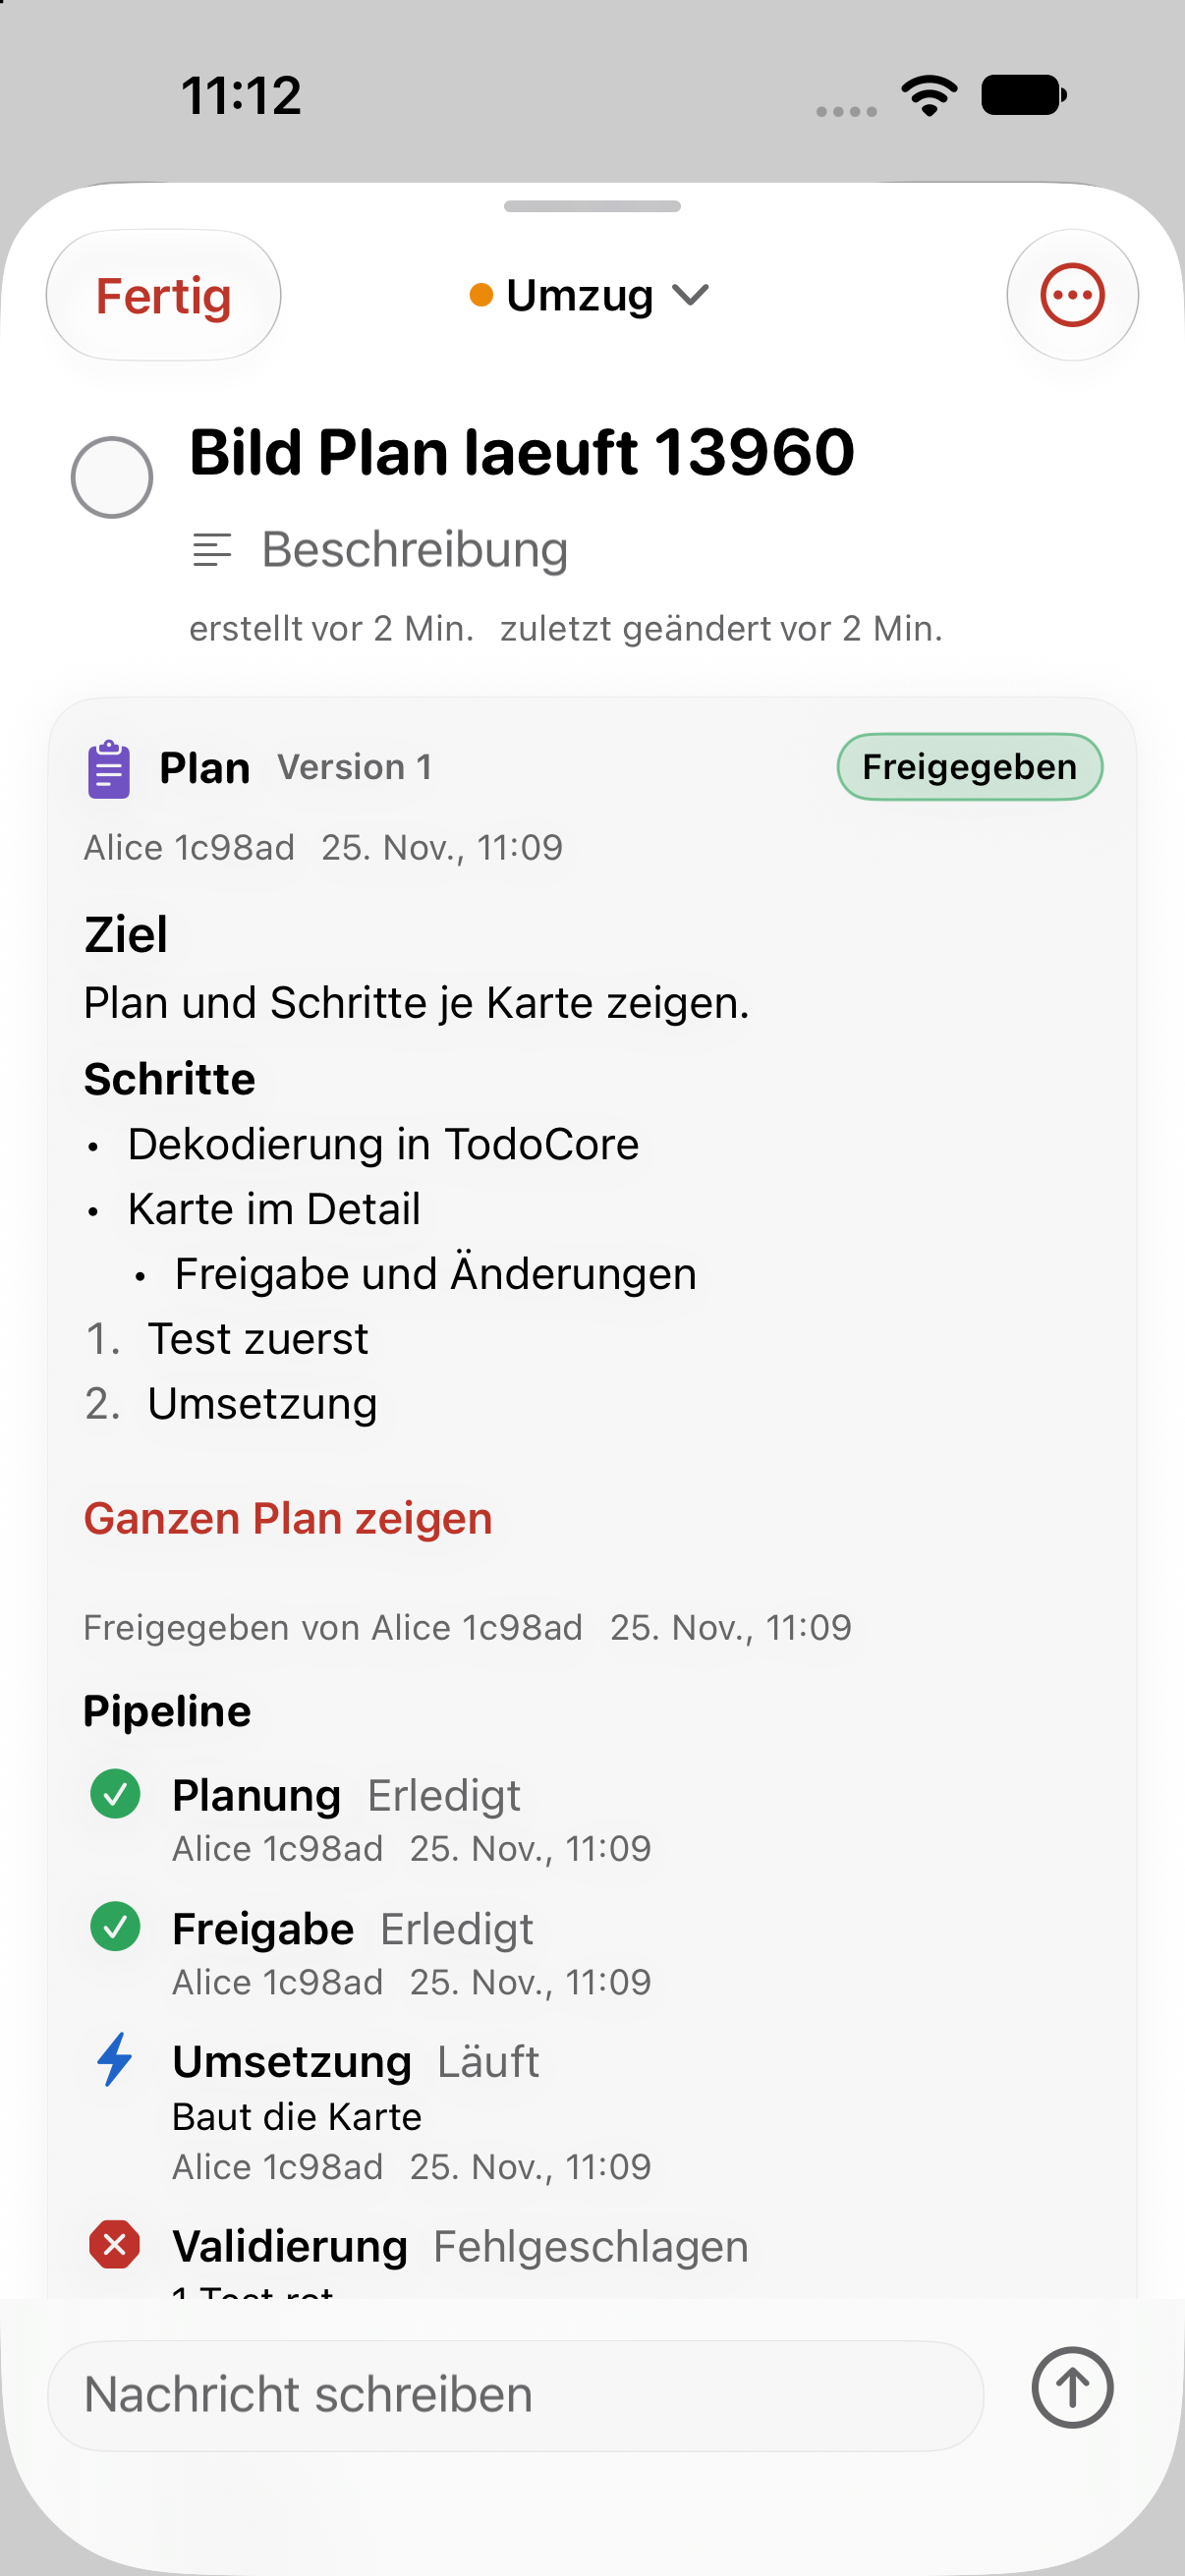 11:12
Fertig
Umzug
Bild Plan laeuft 13960
Beschreibung
erstellt vor 2 Min. zuletzt geändert vor 2 Min.
Plan Version 1 Freigegeben
Alice 1c98ad 25. Nov., 11:09
Ziel
Plan und Schritte je Karte zeigen.
Schritte
• Dekodierung in TodoCore
• Karte im Detail
• Freigabe und Änderungen
1. Test zuerst
2. Umsetzung
Ganzen Plan zeigen
Freigegeben von Alice 1c98ad 25. Nov., 11:09
Pipeline
Planung Erledigt
Alice 1c98ad 25. Nov., 11:09
Freigabe Erledigt
Alice 1c98ad 25. Nov., 11:09
Umsetzung Läuft
Baut die Karte
Alice 1c98ad 25. Nov., 11:09
Validierung Fehlgeschlagen
1 Test rot
Nachricht schreiben